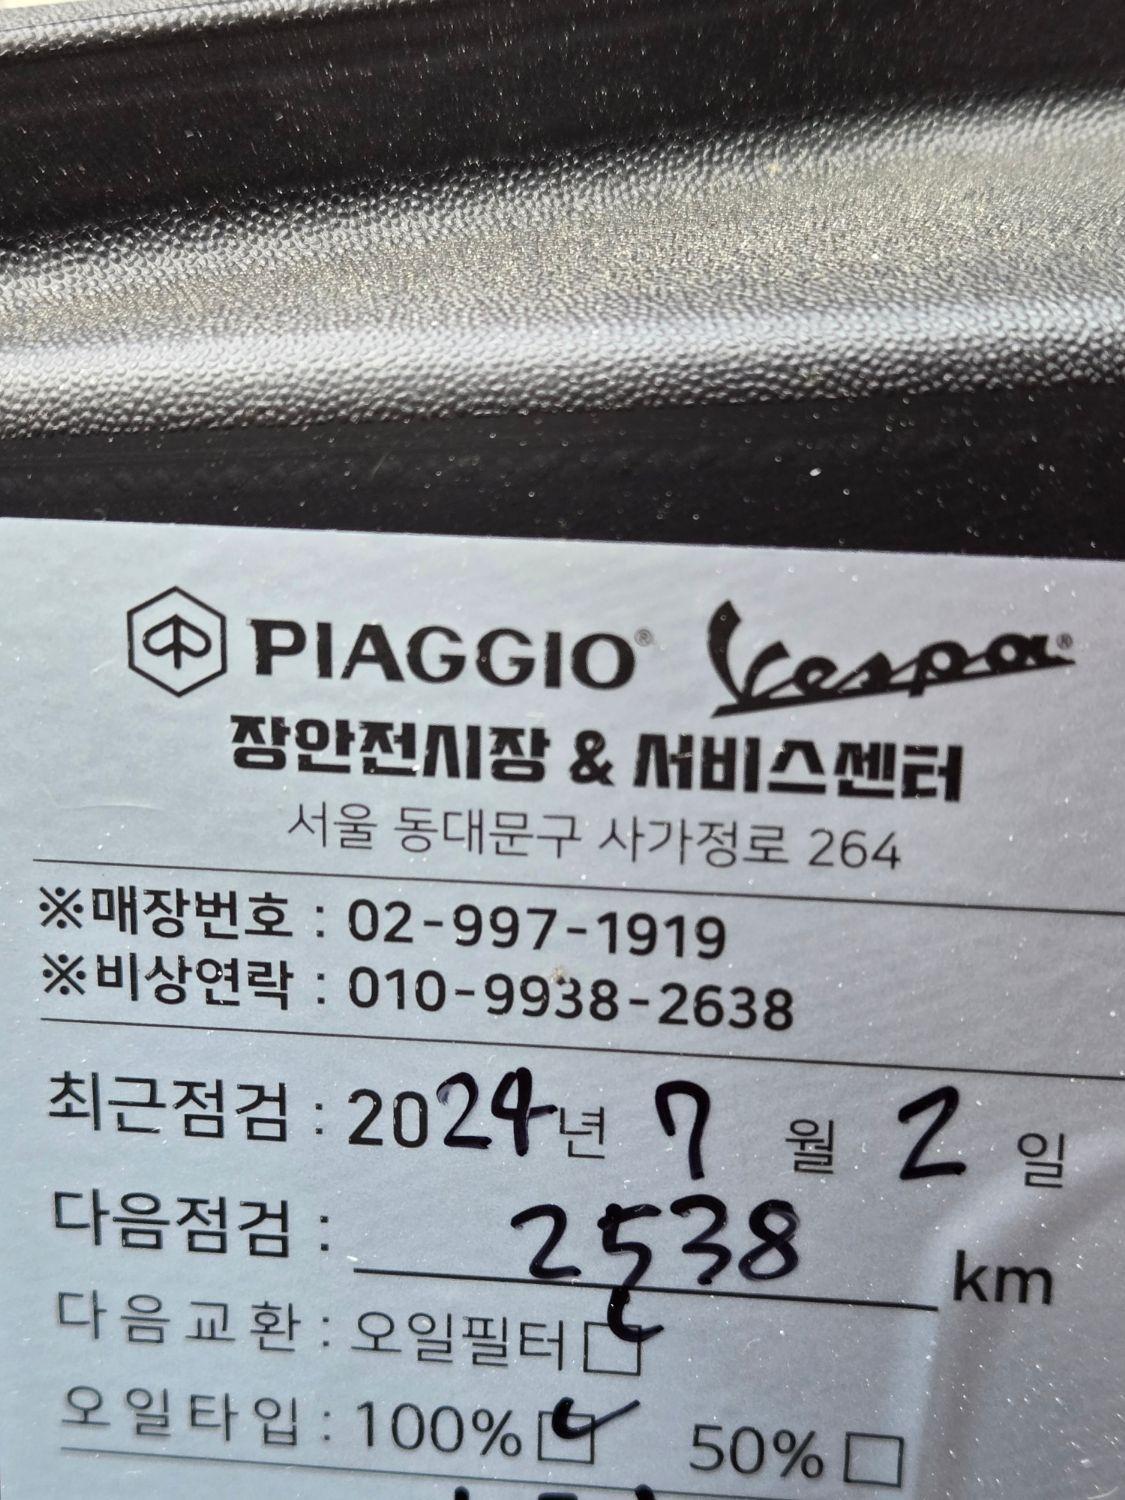 PIAGGIO® Vespa®
장안전시장 & 서비스센터
서울 동대문구 사가정로 264
※매장번호 : 02-997-1919
※비상연락 : 010-9938-2638
최근점검 : 2024년 7월 2일
다음점검 : 2538 km
다음교환 : 오일필터 ☑
오일타입 : 100% ☑ 50% □